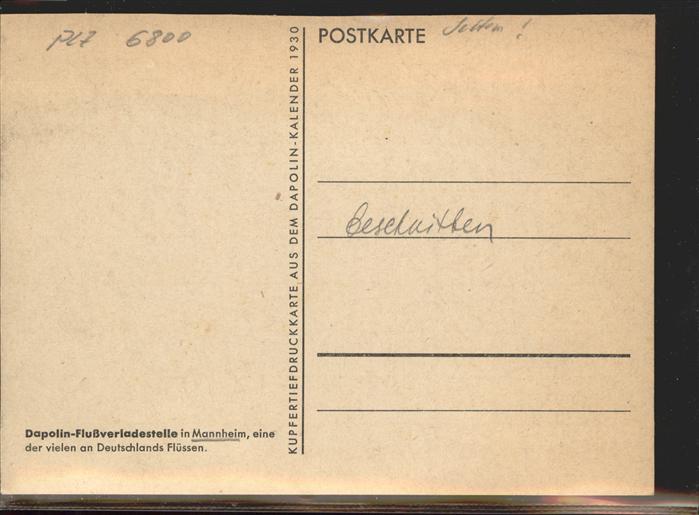 PLZ 6800
POSTKARTE
Selten!
KUPFERTIEFDRUCKKARTE AUS DEM DAPOLIN-KALENDER 1930
Beschnitten
Dapolin-Flußverladestelle in Mannheim, eine
der vielen an Deutschlands Flüssen.